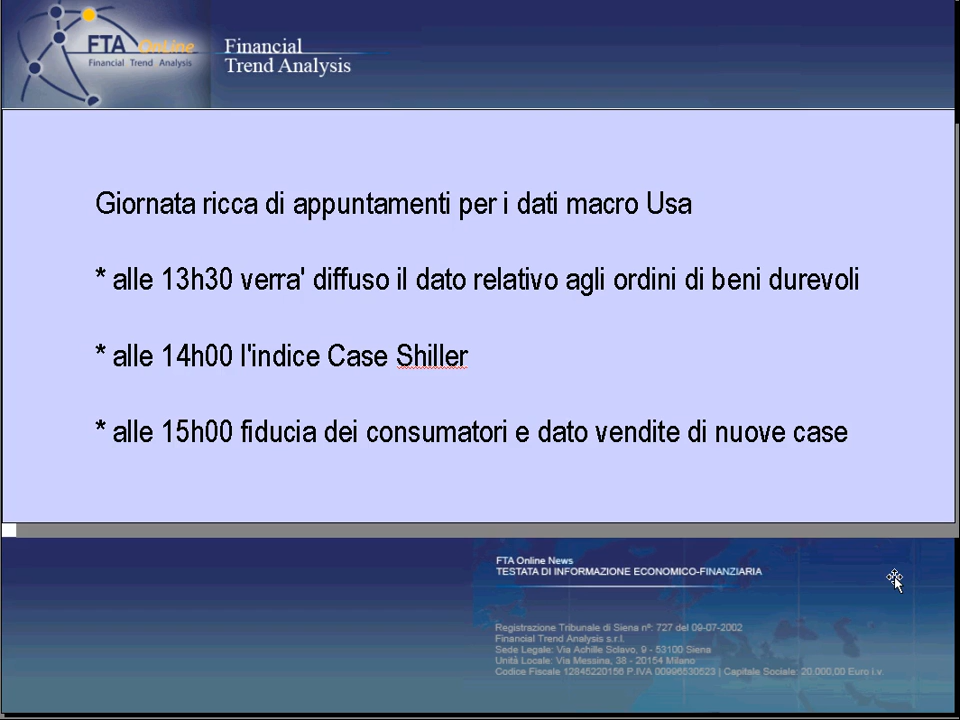 FTA OnLine
Financial Trend Analysis
Financial
Trend Analysis
Giornata ricca di appuntamenti per i dati macro Usa
* alle 13h30 verra' diffuso il dato relativo agli ordini di beni durevoli
* alle 14h00 l'indice Case Shiller
* alle 15h00 fiducia dei consumatori e dato vendite di nuove case
FTA Online News
TESTATA DI INFORMAZIONE ECONOMICO-FINANZIARIA
Registrazione Tribunale di Siena n°: 727 del 09-07-2002
Financial Trend Analysis s.r.l.
Sede Legale: Via Achille Sclavo, 9 - 53100 Siena
Unità Locale: Via Messina, 38 - 20154 Milano
Codice Fiscale 12845220156 P.IVA 00996530523 | Capitale Sociale: 20.000,00 Euro i.v.